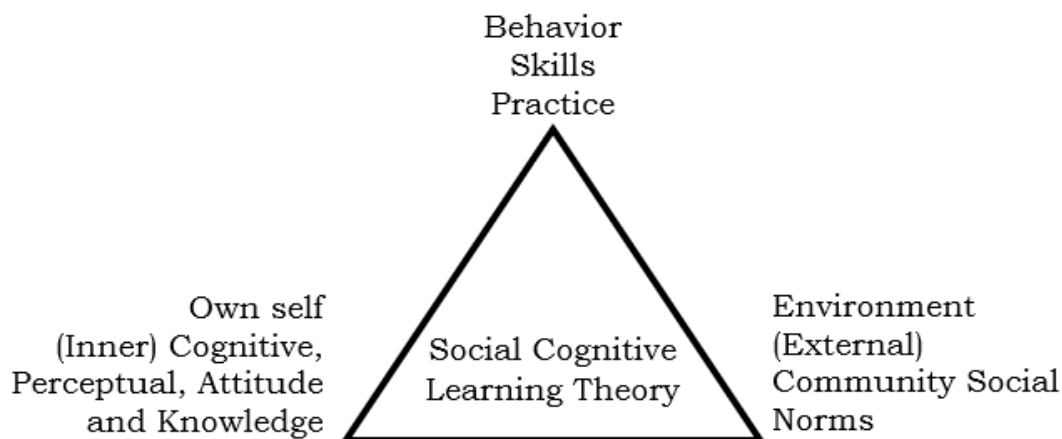 Behavior
Skills
Practice
Own self
(Inner) Cognitive,
Perceptual, Attitude
and Knowledge
Social Cognitive
Learning Theory
Environment
(External)
Community Social
Norms